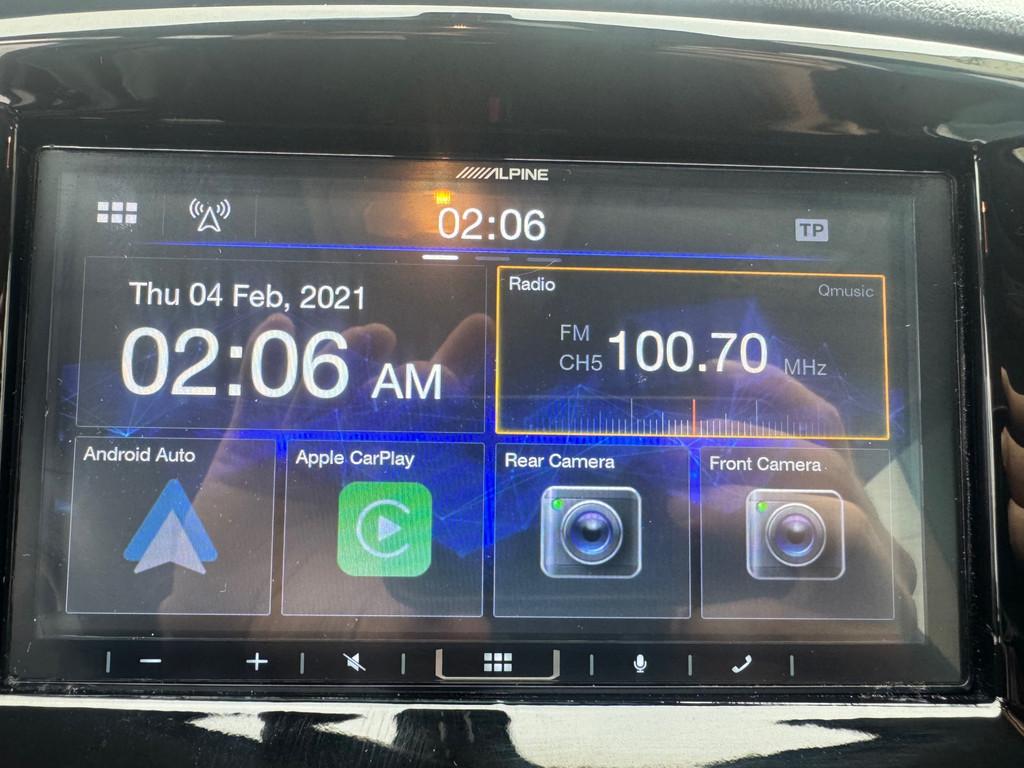 ALPINE
02:06
TP
Thu 04 Feb, 2021
02:06 AM
Radio
Qmusic
FM
CH5
100.70 MHz
Android Auto
Apple CarPlay
Rear Camera
Front Camera